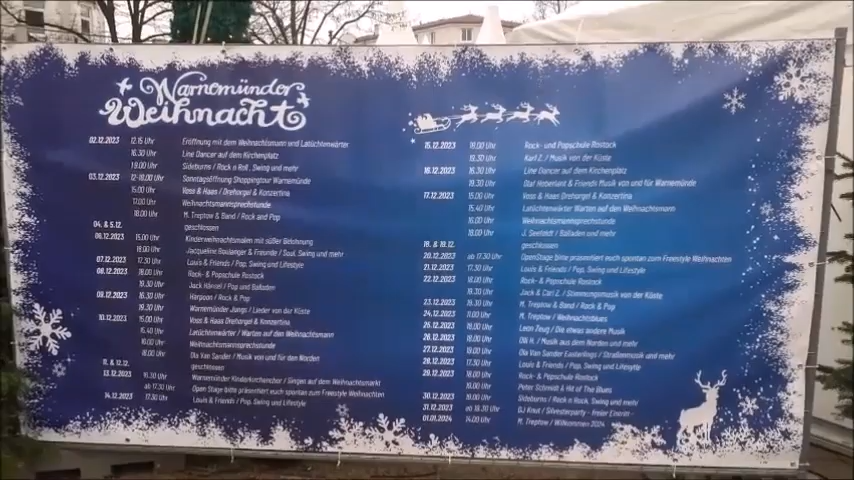 Warnemünder
Weihnacht
02.12.2023 12.15 Uhr Eröffnung mit dem Weihnachtsmann und Latüchtenwärter
16.30 Uhr Line Dancer auf dem Kirchenplatz
18.00 Uhr Sideburns / Rock n Roll, Swing und mehr
03.12.2023 12-18.00 Uhr Sonntagsöffnung Shoppingtour Warnemünde
15.00 Uhr Voss & Haas / Drehorgel & Konzertina
17.00 Uhr Weihnachtsmannsprechstunde
18.00 Uhr M. Treptow & Band / Rock and Pop
04. & 5.12. geschlossen
06.12.2023 15.00 Uhr Kinderweihnachtsmalen mit süßer Belohnung
18.00 Uhr Jacqueline Boulanger & Freunde / Soul, Swing und mehr
07.12.2023 17.30 Uhr Louis & Friends / Pop, Swing und Lifestyle
08.12.2023 18.00 Uhr Rock- & Popschule Rostock
19.30 Uhr Jack Hänsel / Pop und Balladen
09.12.2023 18.30 Uhr Harpoon / Rock & Pop
19.30 Uhr Warnemünder Jungs / Lieder von der Küste
10.12.2023 15.00 Uhr Voss & Haas Drehorgel & Konzertina
15.40 Uhr Latüchtenwärter / Warten auf den Weihnachtsmann
16.00 Uhr Weihnachtsmannsprechstunde
18.00 Uhr Ola Van Sander / Musik von und für den Norden
11. & 12.12. geschlossen
13.12.2023 16.30 Uhr Warnemünder Kinderkirchenchor / Singen auf dem Weihnachtsmarkt
ab 17.30 Uhr Open Stage bitte präsentiert euch spontan zum Feier"Weihnachten"
14.12.2023 17.30 Uhr Louis & Friends / Pop, Swing und Lifestyle
15.12.2023 18.00 Uhr Rock- und Popschule Rostock
19.30 Uhr Karl Z. / Musik von der Küste
16.12.2023 16.30 Uhr Line Dancer auf dem Kirchenplatz
19.30 Uhr Olaf Hoberlant & Friends Musik von und für Warnemünde
17.12.2023 15.00 Uhr Voss & Haas Drehorgel & Konzertina
15.40 Uhr Latüchtenwärter Warten auf den Weihnachtsmann
16.00 Uhr Weihnachtsmannsprechstunde
18.00 Uhr J. Seefeldt / Balladen und mehr
18. & 19.12. geschlossen
20.12.2023 ab 17.30 Uhr OpenStage bitte präsentiert euch spontan zum FEIER"Weihnachten"
21.12.2023 17.30 Uhr Louis & Friends / Pop, Swing und Lifestyle
22.12.2023 18.00 Uhr Rock- & Popschule Rostock
19.30 Uhr Jack & Carl Z. / Stimmungsmusik von der Küste
23.12.2023 19.30 Uhr M. Treptow & Band / Rock & Pop
24.12.2023 11.00 Uhr M. Treptow / Weihnachtsblues
25.12.2023 18.00 Uhr Leon Zeug / Die etwas andere Musik
26.12.2023 18.00 Uhr Olli H. / Musik aus dem Norden und mehr
27.12.2023 19.00 Uhr Ola Van Sander Easterlings / Straßenmusik und mehr
28.12.2023 17.30 Uhr Louis & Friends / Pop, Swing und Lifestyle
29.12.2023 18.00 Uhr Rock- & Popschule Rostock
19.00 Uhr Peter Schmidt & Hit of The Blues
30.12.2023 19.00 Uhr Sideburns / Rock n Roll, Swing und mehr
31.12.2023 ab 19.30 Uhr DJ Knut / Silvesterparty - freier Eintritt -
01.01.2024 14.00 Uhr M. Treptow / Willkommen 2024